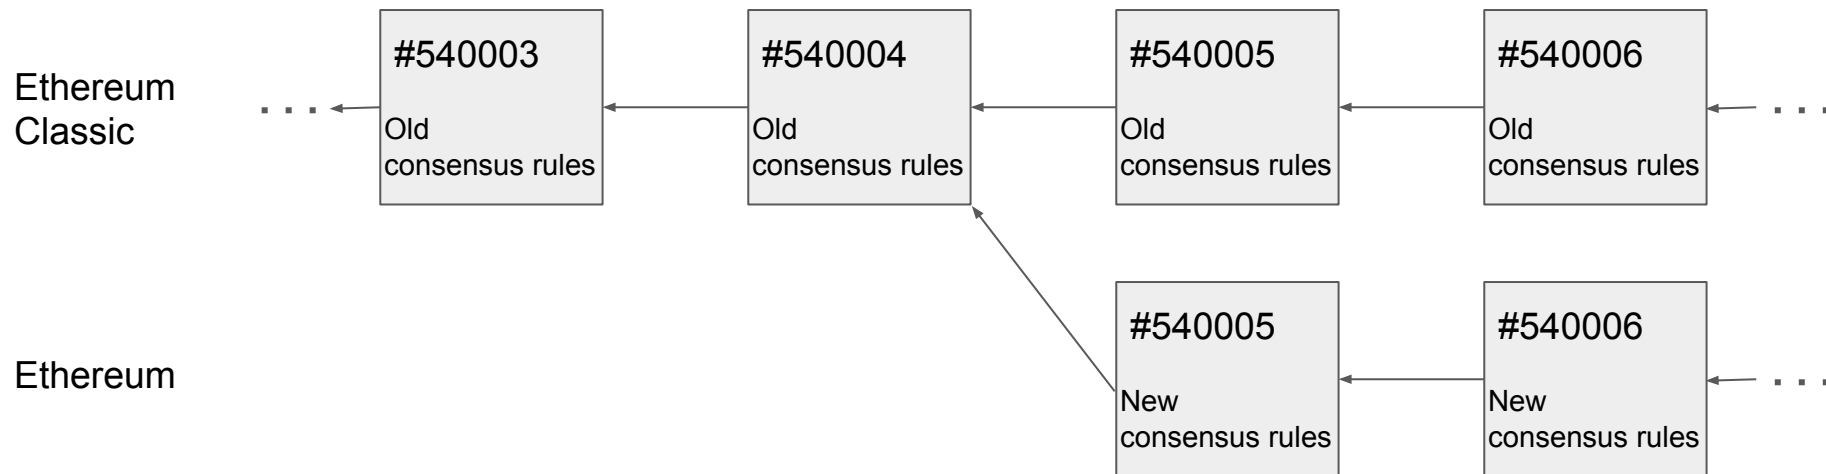 Ethereum
Classic
. . .
#540003
Old
consensus rules
#540004
Old
consensus rules
#540005
Old
consensus rules
#540006
Old
consensus rules
. . .
Ethereum
#540005
New
consensus rules
#540006
New
consensus rules
. . .